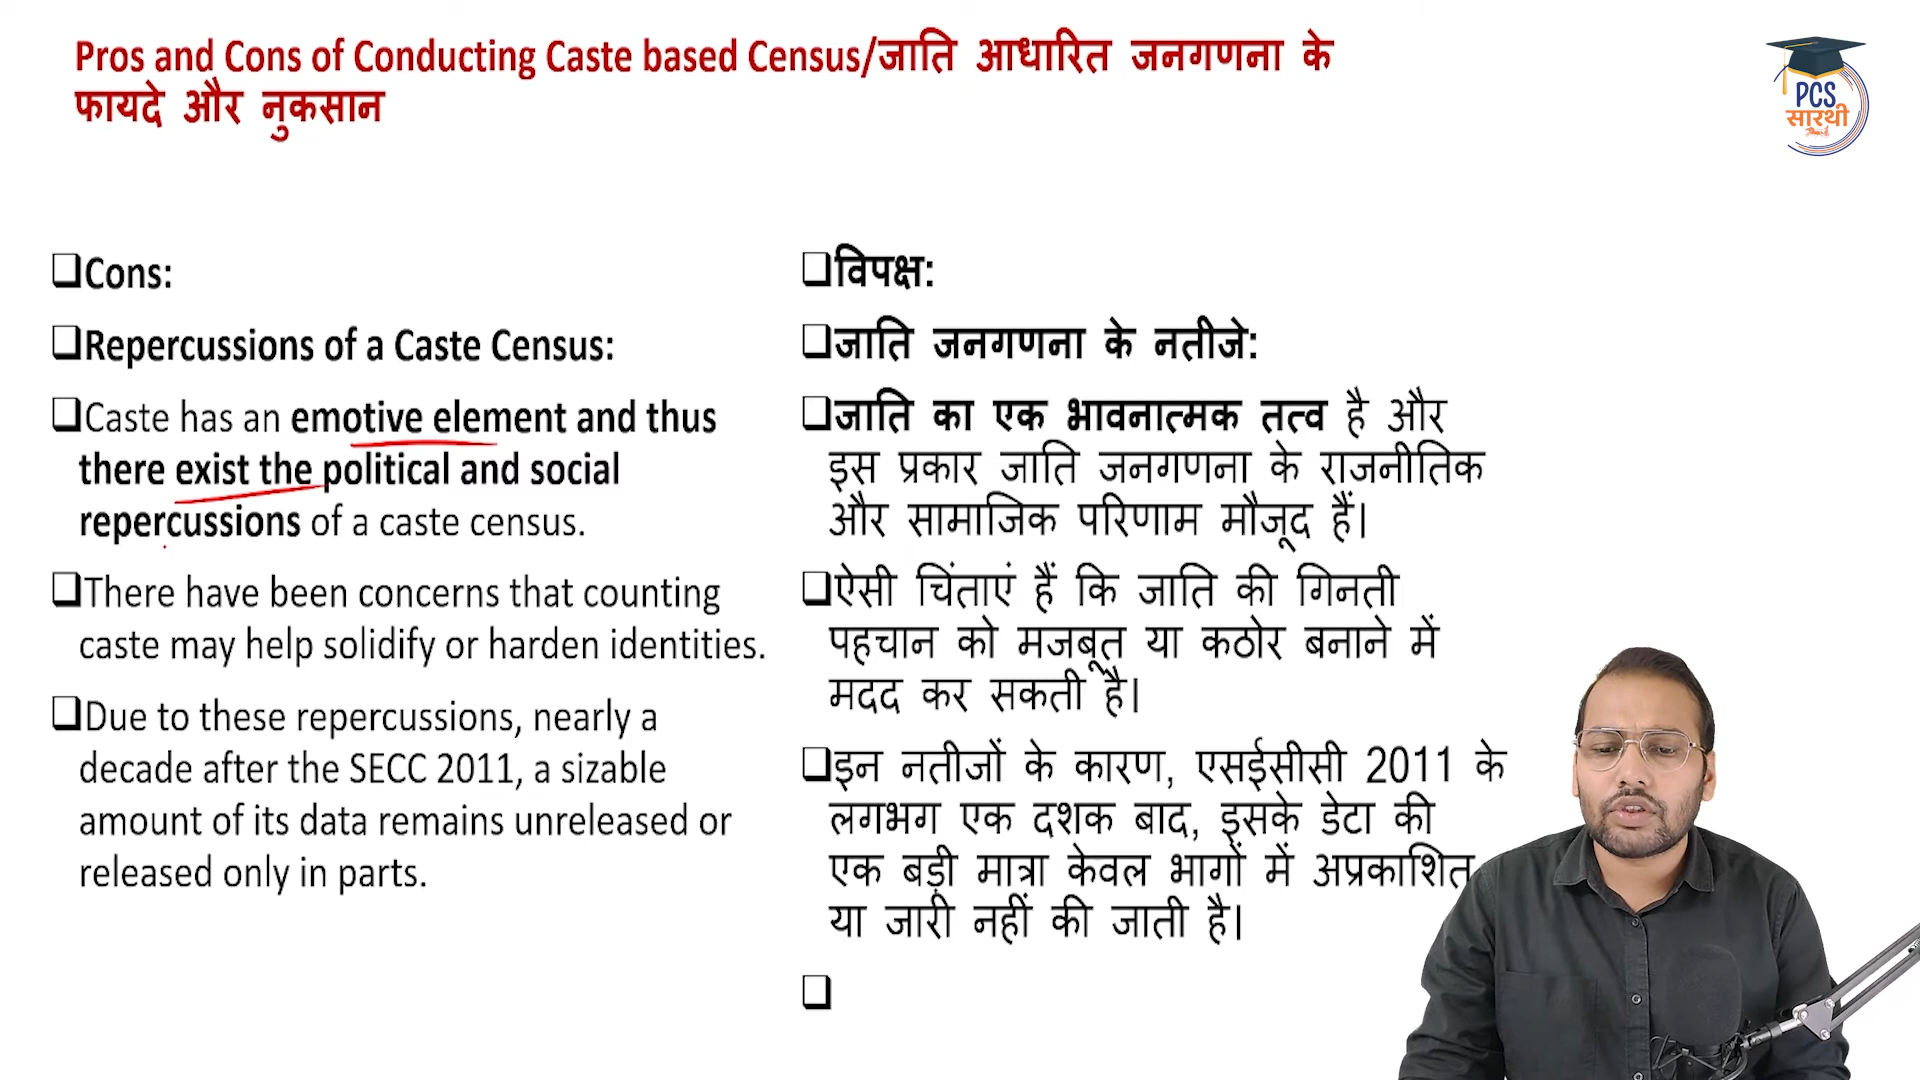 Pros and Cons of Conducting Caste based Census/जाति आधारित जनगणना के
फायदे और नुकसान
PCS
सारथी
Cons:
Repercussions of a Caste Census:
Caste has an emotive element and thus
there exist the political and social
repercussions of a caste census.
There have been concerns that counting
caste may help solidify or harden identities.
Due to these repercussions, nearly a
decade after the SECC 2011, a sizable
amount of its data remains unreleased or
released only in parts.
विपक्ष:
जाति जनगणना के नतीजे:
जाति का एक भावनात्मक तत्व है और
इस प्रकार जाति जनगणना के राजनीतिक
और सामाजिक परिणाम मौजूद हैं।
ऐसी चिंताएं हैं कि जाति की गिनती
पहचान को मजबूत या कठोर बनाने में
मदद कर सकती है।
इन नतीजों के कारण, एसईसीसी 2011 के
लगभग एक दशक बाद, इसके डेटा की
एक बड़ी मात्रा केवल भागों में अप्रकाशित
या जारी नहीं की जाती है।